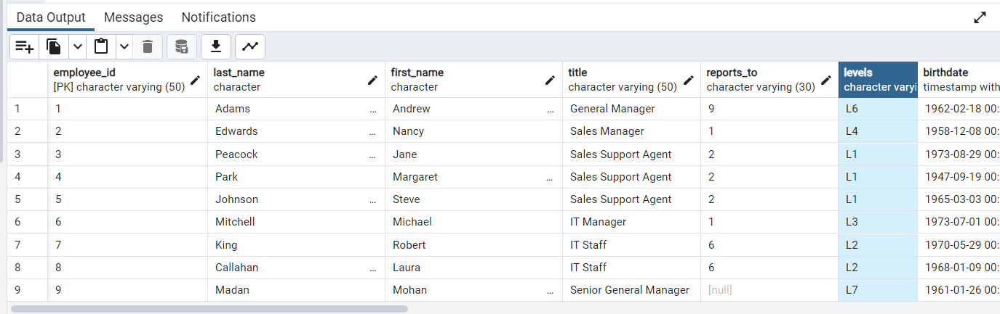 Data Output Messages Notifications
employee_id last_name first_name title reports_to levels birthdate
[PK] character varying (50) character character character varying (50) character varying (30) character varyi timestamp with
1 1 Adams ... Andrew ... General Manager 9 L6 1962-02-18 00:
2 2 Edwards ... Nancy Sales Manager 1 L4 1958-12-08 00:
3 3 Peacock ... Jane Sales Support Agent 2 L1 1973-08-29 00:
4 4 Park Margaret ... Sales Support Agent 2 L1 1947-09-19 00:
5 5 Johnson ... Steve Sales Support Agent 2 L1 1965-03-03 00:
6 6 Mitchell Michael IT Manager 1 L3 1973-07-01 00:
7 7 King Robert IT Staff 6 L2 1970-05-29 00:
8 8 Callahan ... Laura IT Staff 6 L2 1968-01-09 00:
9 9 Madan Mohan ... Senior General Manager [null] L7 1961-01-26 00: